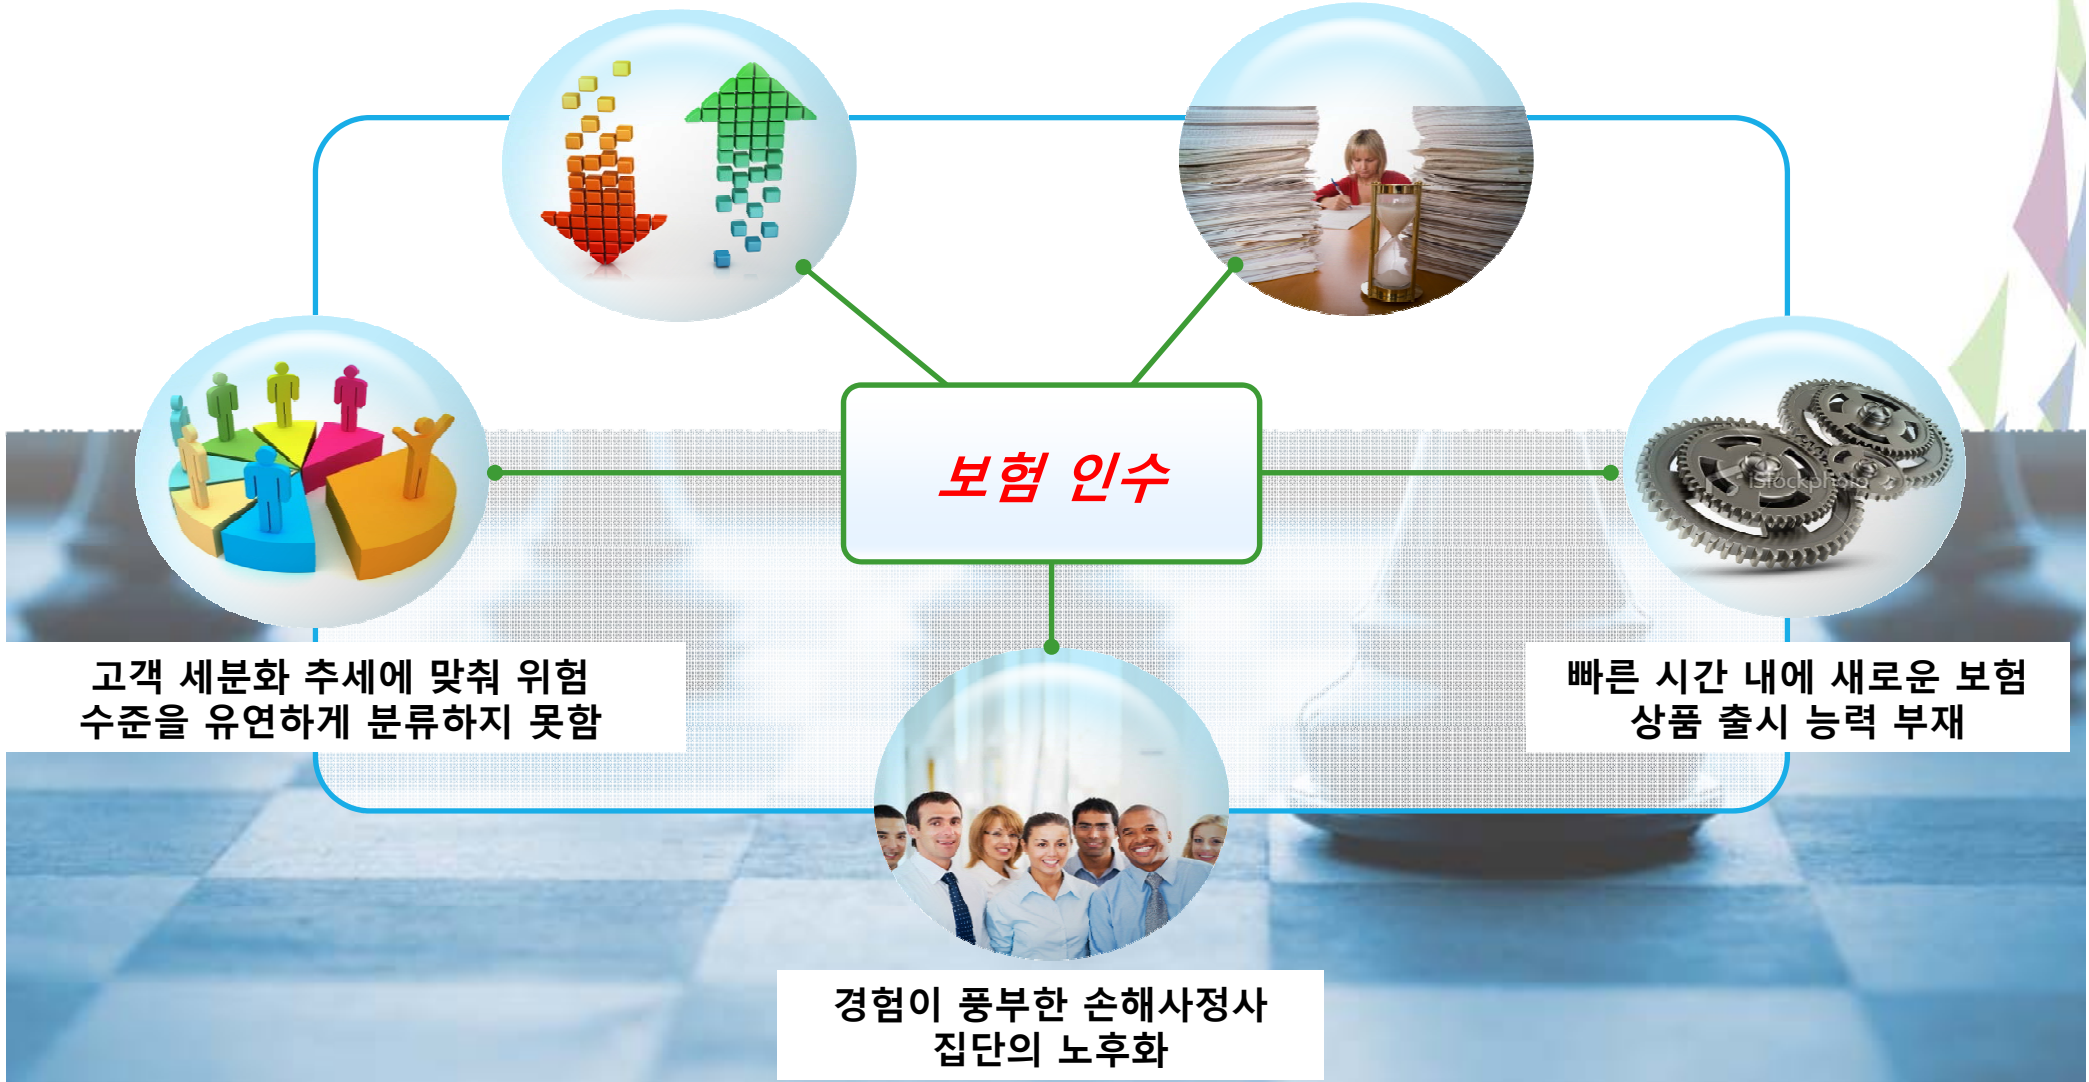 보험 인수
iStockphoto
고객 세분화 추세에 맞춰 위험
수준을 유연하게 분류하지 못함
빠른 시간 내에 새로운 보험
상품 출시 능력 부재
경험이 풍부한 손해사정사
집단의 노후화